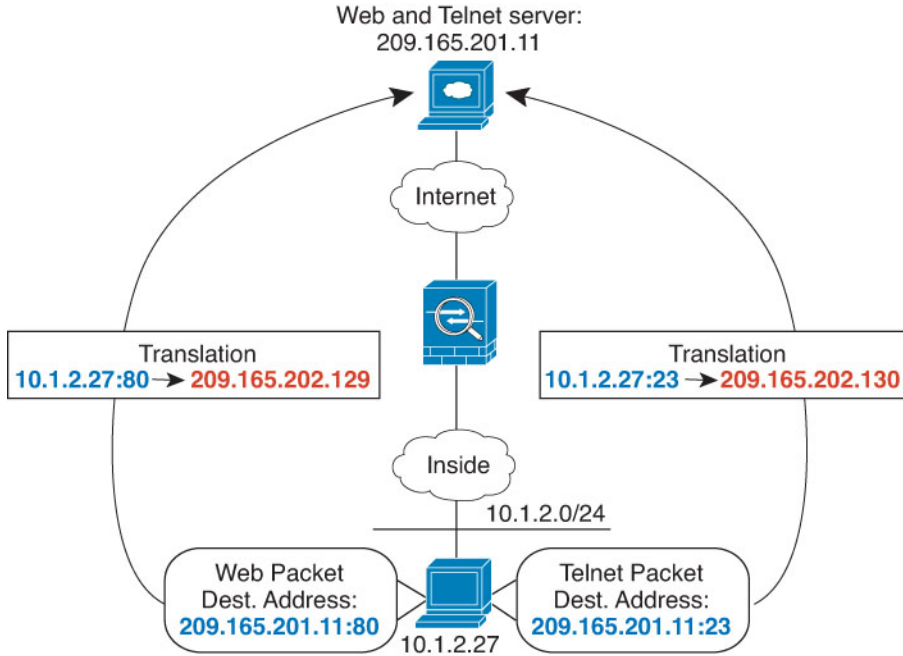 Web and Telnet server:
209.165.201.11
Internet
Translation
10.1.2.27:80 209.165.202.129
Translation
10.1.2.27:23 209.165.202.130
Inside
10.1.2.0/24
Web Packet
Dest. Address:
209.165.201.11:80
Telnet Packet
Dest. Address:
209.165.201.11:23
10.1.2.27